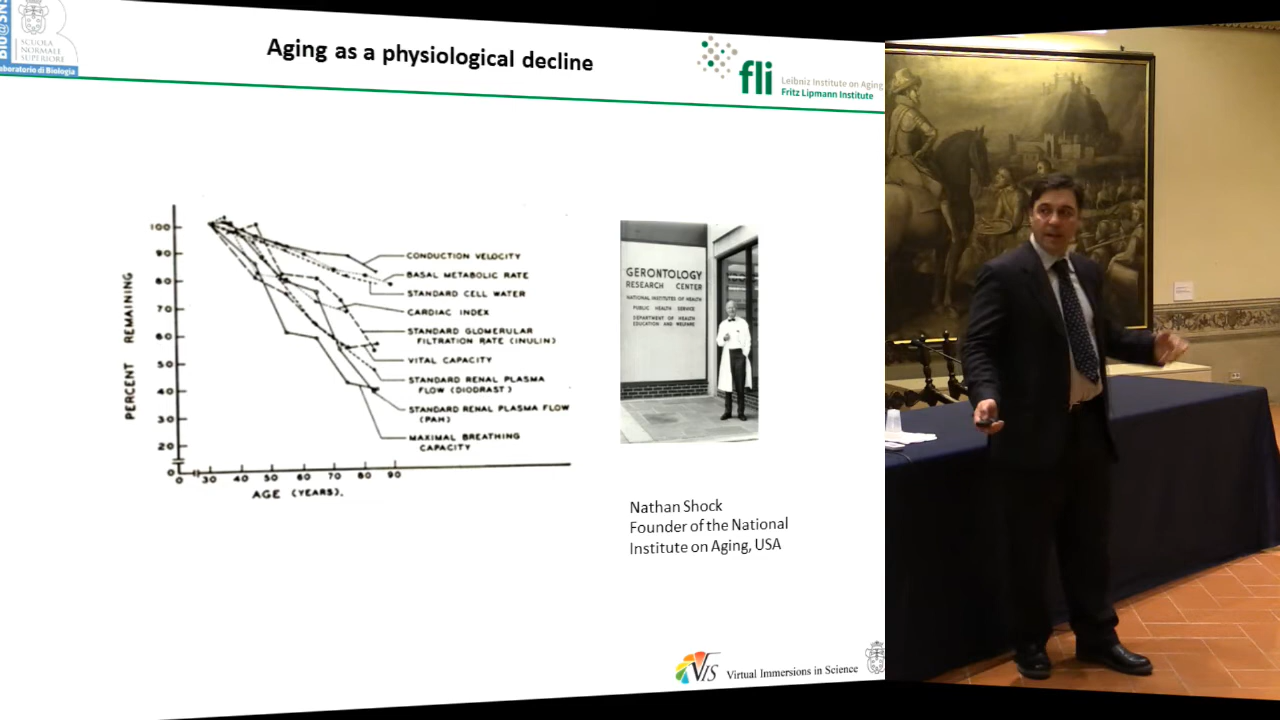 BIO@SNS
SCUOLA
NORMALE
SUPERIORE
aboratorio di Biologia
Aging as a physiological decline
fli
Leibniz Institute on Aging
Fritz Lipmann Institute
PERCENT REMAINING
100
90
80
70
60
50
40
30
20
0
0 30 40 50 60 70 80 90
AGE (YEARS).
CONDUCTION VELOCITY
BASAL METABOLIC RATE
STANDARD CELL WATER
CARDIAC INDEX
STANDARD GLOMERULAR
FILTRATION RATE (INULIN)
VITAL CAPACITY
STANDARD RENAL PLASMA
FLOW (DIODRAST)
STANDARD RENAL PLASMA FLOW
(PAH)
MAXIMAL BREATHING
CAPACITY
GERONTOLOGY
RESEARCH CENTER
NATIONAL INSTITUTES OF HEALTH
PUBLIC HEALTH SERVICE
DEPARTMENT OF HEALTH
EDUCATION AND WELFARE
Nathan Shock
Founder of the National
Institute on Aging, USA
VIS
Virtual Immersions in Science